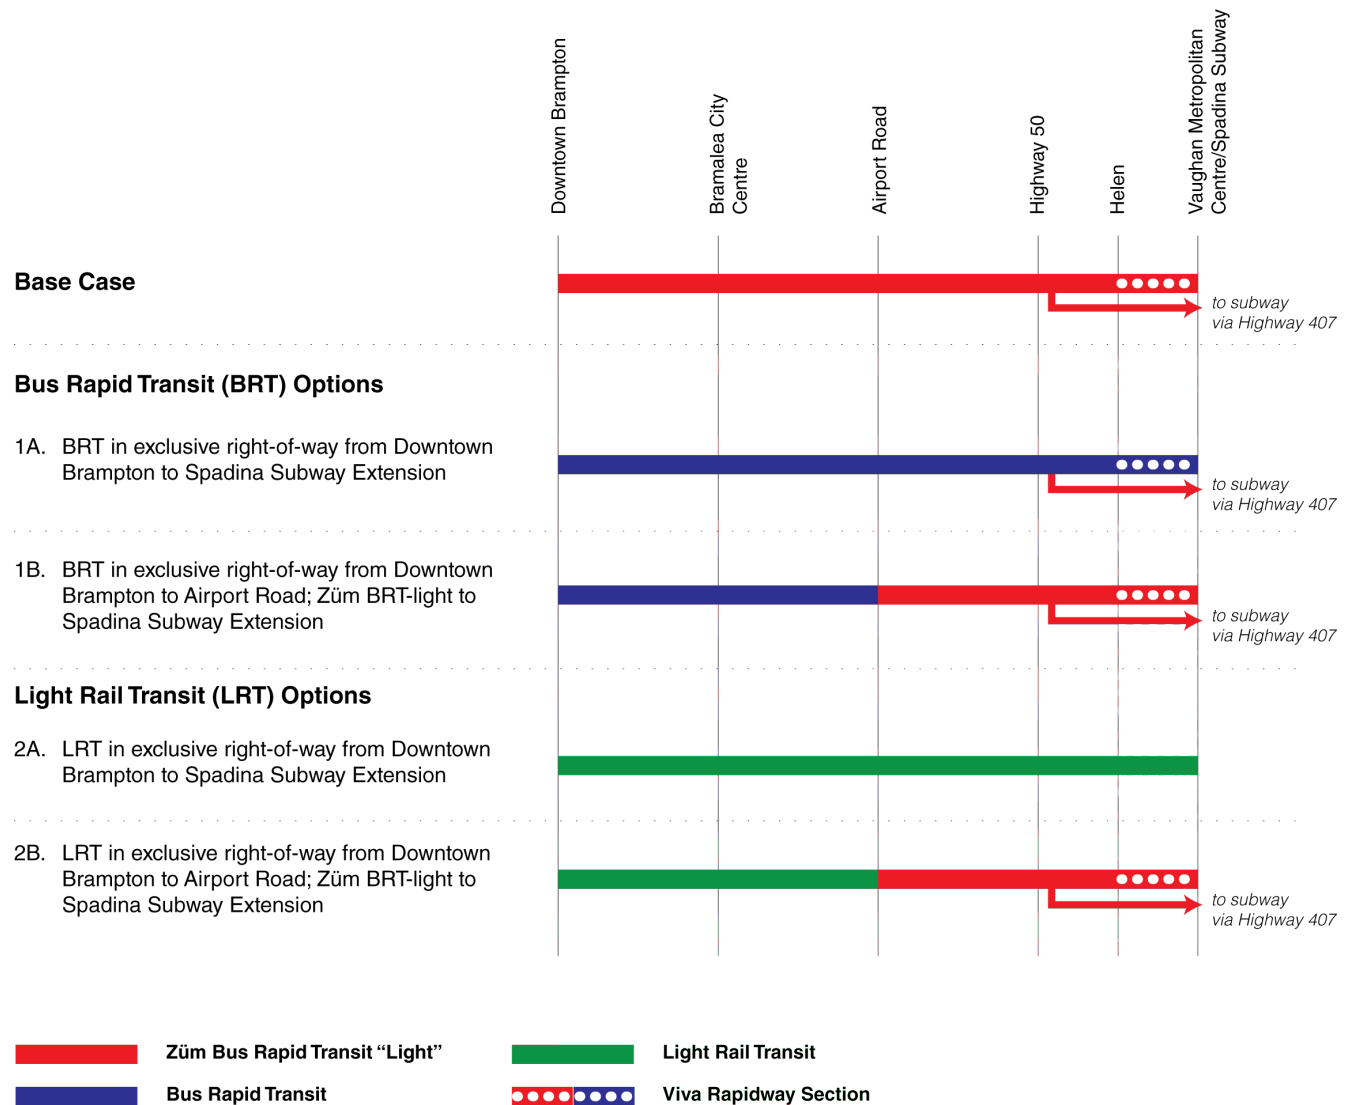 Downtown Brampton
Bramalea City
Centre
Airport Road
Highway 50
Helen
Vaughan Metropolitan
Centre/Spadina Subway
Base Case
to subway
via Highway 407
Bus Rapid Transit (BRT) Options
1A. BRT in exclusive right-of-way from Downtown
Brampton to Spadina Subway Extension
to subway
via Highway 407
1B. BRT in exclusive right-of-way from Downtown
Brampton to Airport Road; Züm BRT-light to
Spadina Subway Extension
to subway
via Highway 407
Light Rail Transit (LRT) Options
2A. LRT in exclusive right-of-way from Downtown
Brampton to Spadina Subway Extension
2B. LRT in exclusive right-of-way from Downtown
Brampton to Airport Road; Züm BRT-light to
Spadina Subway Extension
to subway
via Highway 407
Züm Bus Rapid Transit “Light”
Light Rail Transit
Bus Rapid Transit
Viva Rapidway Section